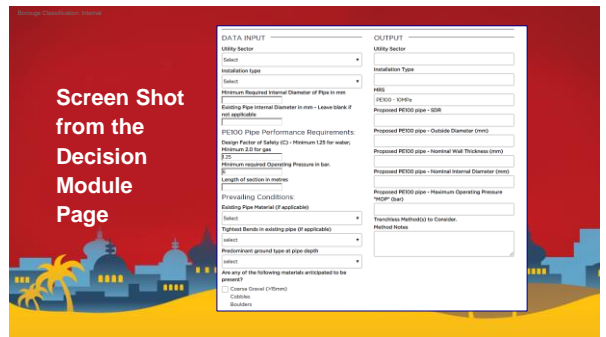 Borouge Classification: Internal
Screen Shot
from the
Decision
Module
Page
DATA INPUT
Utility Sector
Select
Installation type
Select
Minimum Required Internal Diameter of Pipe in mm
Existing Pipe Internal Diameter in mm - Leave blank if
not applicable
PE100 Pipe Performance Requirements:
Design Factor of Safety (C) - Minimum 1.25 for water;
Minimum 2.0 for gas
1.25
Minimum required Operating Pressure in bar.
Length of section in metres
Prevailing Conditions:
Existing Pipe Material (if applicable)
Select
Tightest Bends in existing pipe (if applicable)
select
Predominent ground type at pipe depth
select
Are any of the following materials anticipated to be
present?
Coarse Gravel (>15mm)
Cobbles
Boulders
OUTPUT
Utility Sector
Installation Type
MRS
PE100 - 10MPa
Proposed PE100 pipe - SDR
Proposed PE100 pipe - Outside Diameter (mm)
Proposed PE100 pipe - Nominal Wall Thickness (mm)
Proposed PE100 pipe - Nominal Internal Diameter (mm)
Proposed PE100 pipe - Maximum Operating Pressure
"MOP" (bar)
Trenchless Method(s) to Consider.
Method Notes